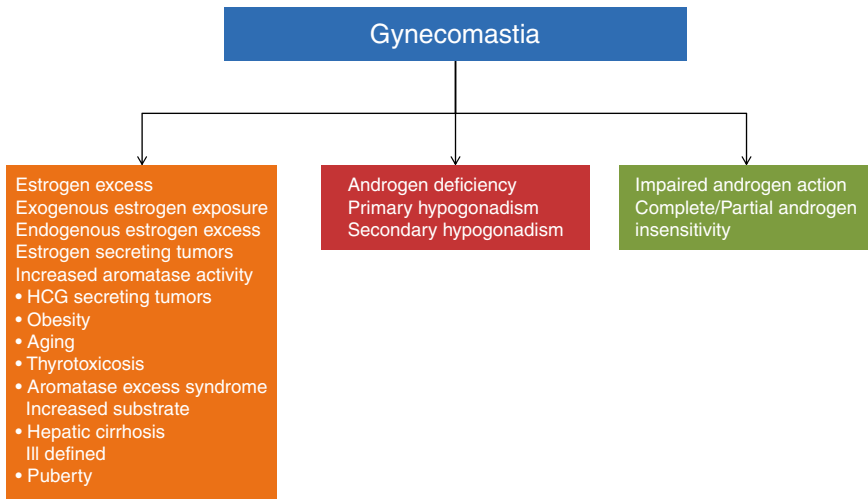 Gynecomastia
Estrogen excess
Exogenous estrogen exposure
Endogenous estrogen excess
Estrogen secreting tumors
Increased aromatase activity
• HCG secreting tumors
• Obesity
• Aging
• Thyrotoxicosis
• Aromatase excess syndrome
Increased substrate
• Hepatic cirrhosis
Ill defined
• Puberty
Androgen deficiency
Primary hypogonadism
Secondary hypogonadism
Impaired androgen action
Complete/Partial androgen
insensitivity